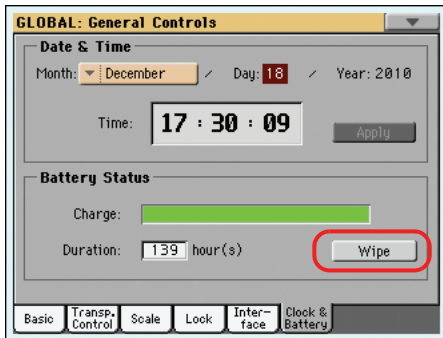 GLOBAL: General Controls
Date & Time
Month: December / Day: 18 / Year: 2010
Time: 17 : 30 : 09 Apply
Battery Status
Charge:
Duration: 139 hour(s) Wipe
Basic Transp. Control Scale Lock Inter- face Clock & Battery